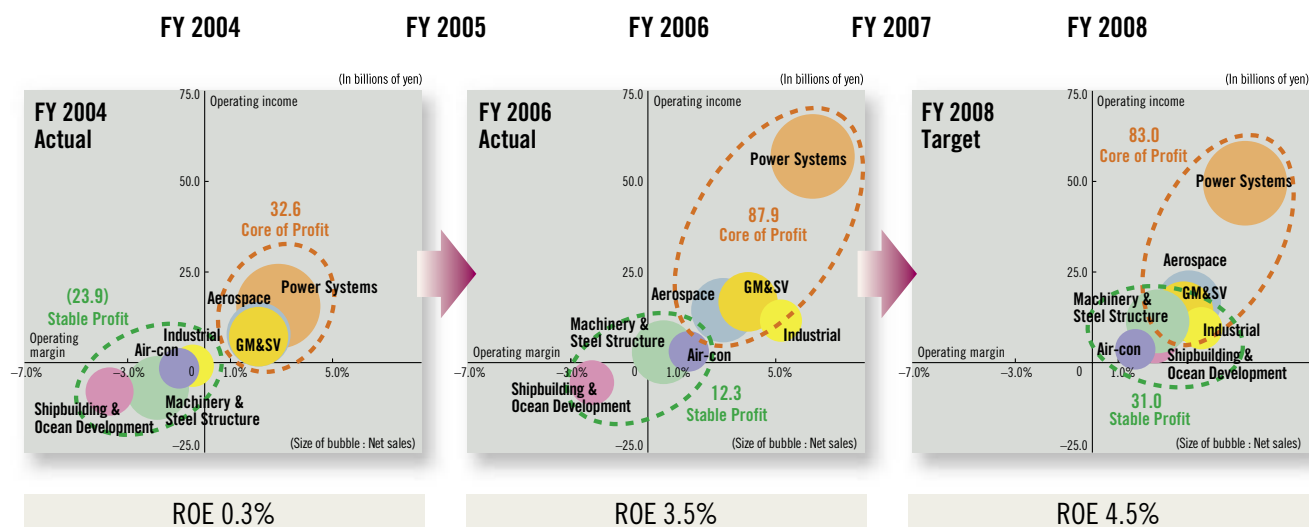 FY 2004
FY 2005
FY 2006
FY 2007
FY 2008
(In billions of yen)
FY 2004
Actual
75.0
Operating income
50.0
32.6
Core of Profit
25.0
(23.9)
Stable Profit
Aerospace
Power Systems
Operating
margin
Industrial
GM&SV
Air-con
–7.0%
–3.0%
0
1.0%
5.0%
Shipbuilding &
Ocean Development
Machinery &
Steel Structure
–25.0
(Size of bubble : Net sales)
ROE 0.3%
(In billions of yen)
FY 2006
Actual
75.0
Operating income
Power Systems
50.0
87.9
Core of Profit
25.0
Aerospace
GM&SV
Machinery &
Steel Structure
Industrial
Operating margin
Air-con
–7.0%
–3.0%
0
1.0%
5.0%
Shipbuilding &
Ocean Development
12.3
Stable Profit
–25.0
(Size of bubble : Net sales)
ROE 3.5%
(In billions of yen)
FY 2008
Target
75.0
Operating income
83.0
Core of Profit
Power Systems
50.0
25.0
Aerospace
GM&SV
Machinery &
Steel Structure
Industrial
Operating margin
Air-con
Shipbuilding &
Ocean Development
–7.0%
–3.0%
0
1.0%
5.0%
31.0
Stable Profit
–25.0
(Size of bubble : Net sales)
ROE 4.5%